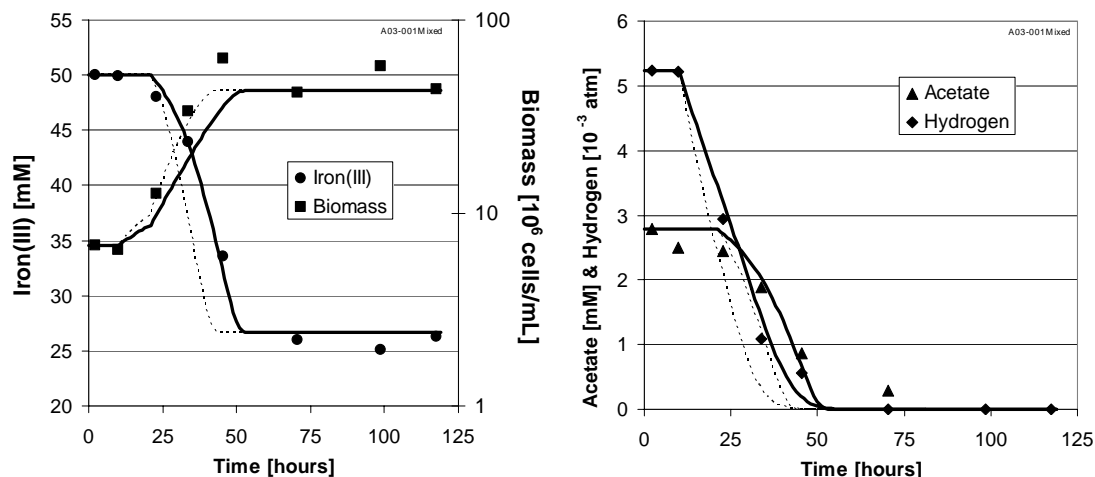 A03-001Mixed
55
50
45
40
35
30
25
20
100
10
1
Iron(III) [mM]
Biomass [10⁶ cells/mL]
Iron(III)
Biomass
0 25 50 75 100 125
Time [hours]
A03-001Mixed
6
5
4
3
2
1
0
Acetate [mM] & Hydrogen [10⁻³ atm]
Acetate
Hydrogen
0 25 50 75 100 125
Time [hours]